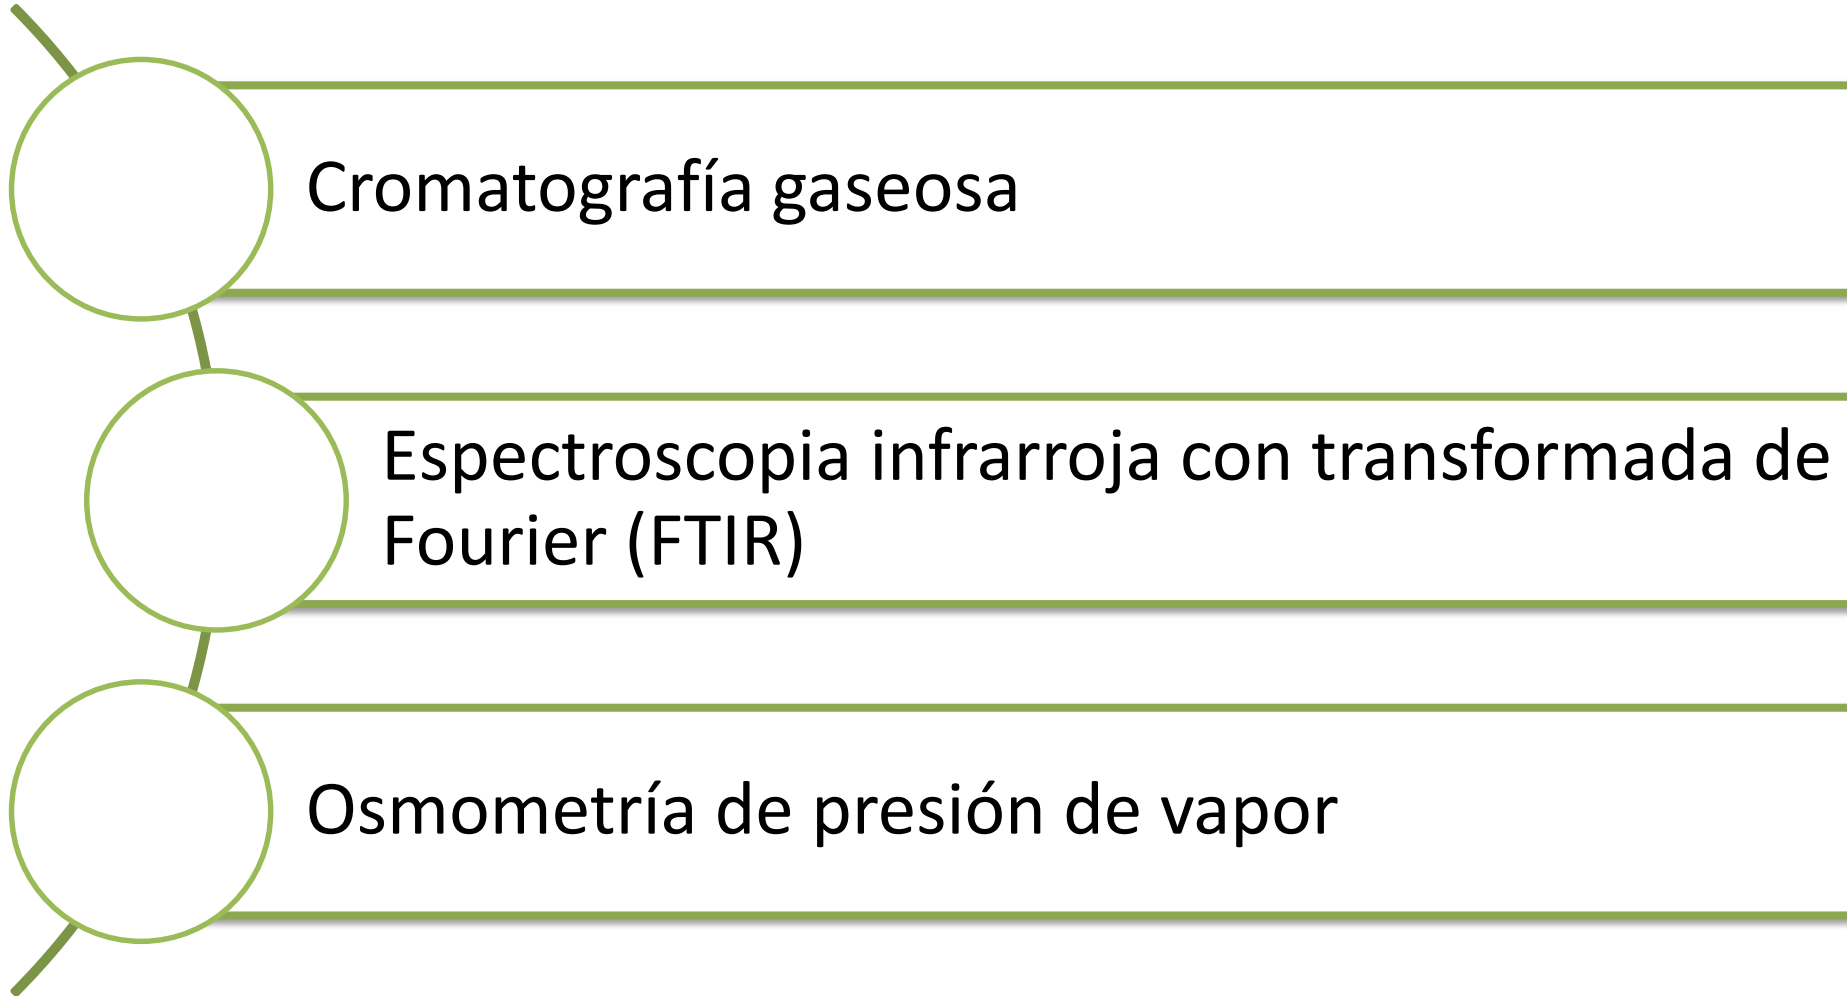 Cromatografía gaseosa
Espectroscopia infrarroja con transformada de
Fourier (FTIR)
Osmometría de presión de vapor